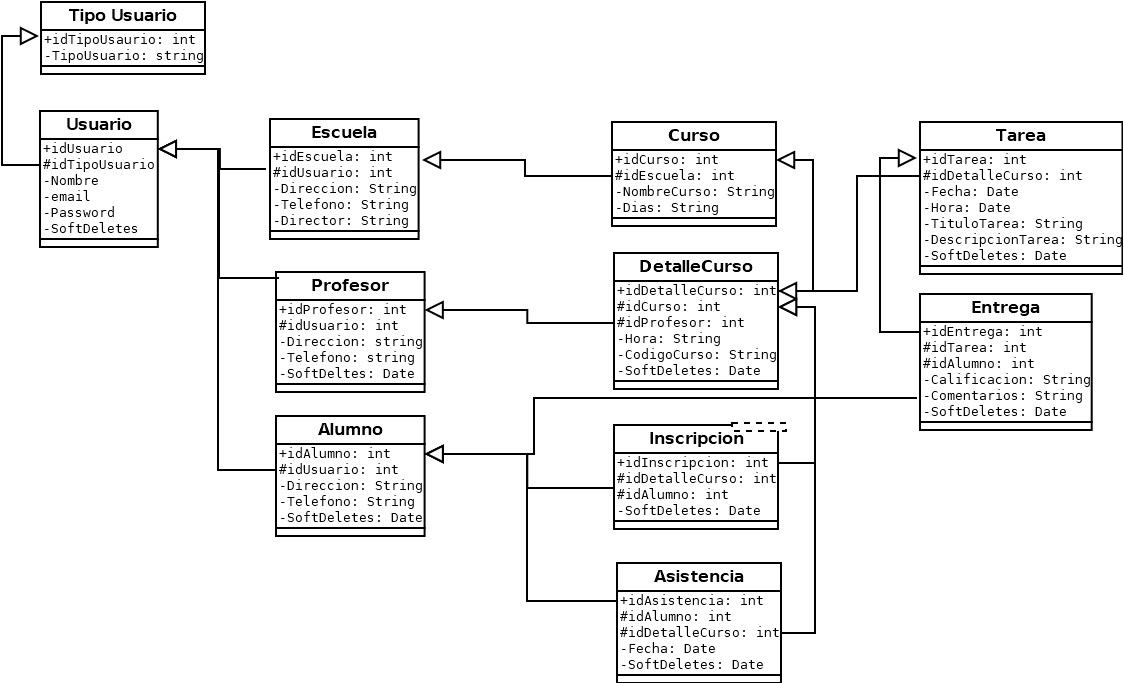 Tipo Usuario
+idTipoUsaurio: int
-TipoUsuario: string
Usuario
+idUsuario
#idTipoUsuario
-Nombre
-email
-Password
-SoftDeletes
Escuela
+idEscuela: int
#idUsuario: int
-Direccion: String
-Telefono: String
-Director: String
Profesor
+idProfesor: int
#idUsuario: int
-Direccion: string
-Telefono: string
-SoftDeltes: Date
Alumno
+idAlumno: int
#idUsuario: int
-Direccion: String
-Telefono: String
-SoftDeletes: Date
Curso
+idCurso: int
#idEscuela: int
-NombreCurso: String
-Dias: String
DetalleCurso
+idDetalleCurso: int
#idCurso: int
#idProfesor: int
-Hora: String
-CodigoCurso: String
-SoftDeletes: Date
Inscripcion
+idInscripcion: int
#idDetalleCurso: int
#idAlumno: int
-SoftDeletes: Date
Asistencia
+idAsistencia: int
#idAlumno: int
#idDetalleCurso: int
-Fecha: Date
-SoftDeletes: Date
Tarea
+idTarea: int
#idDetalleCurso: int
-Fecha: Date
-Hora: Date
-TituloTarea: String
-DescripcionTarea: String
-SoftDeletes: Date
Entrega
+idEntrega: int
#idTarea: int
#idAlumno: int
-Calificacion: String
-Comentarios: String
-SoftDeletes: Date